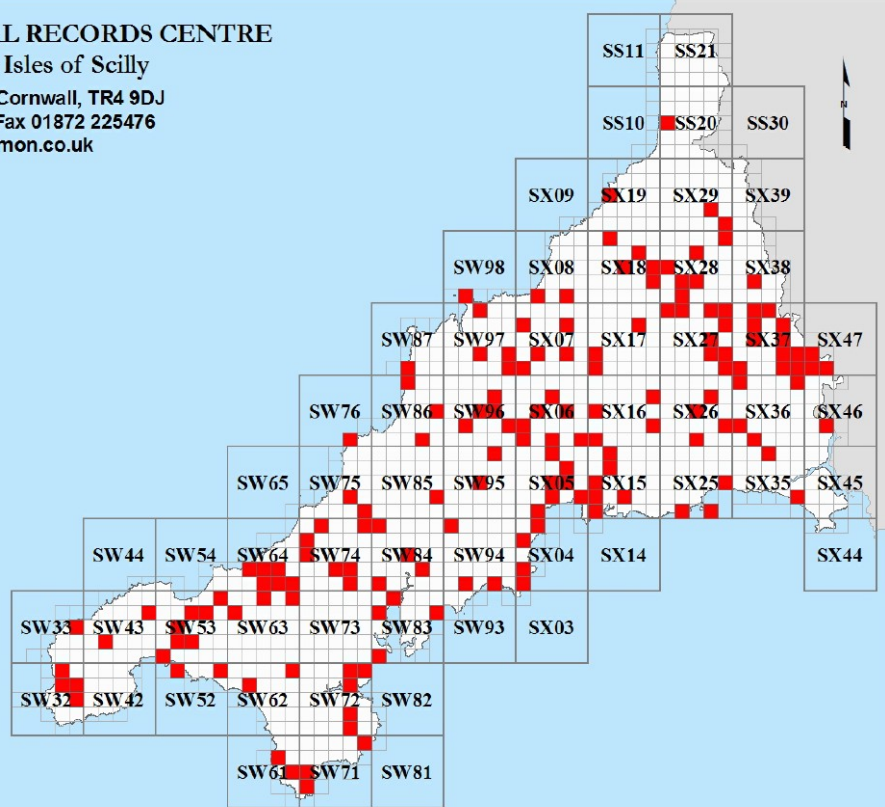 L RECORDS CENTRE
Isles of Scilly
Cornwall, TR4 9DJ
Fax 01872 225476
mon.co.uk
N
SS11 SS21
SS10 SS20 SS30
SX09 SX19 SX29 SX39
SW98 SX08 SX18 SX28 SX38
SW87 SW97 SX07 SX17 SX27 SX37 SX47
SW76 SW86 SW96 SX06 SX16 SX26 SX36 SX46
SW65 SW75 SW85 SW95 SX05 SX15 SX25 SX35 SX45
SW44 SW54 SW64 SW74 SW84 SW94 SX04 SX14 SX44
SW33 SW43 SW53 SW63 SW73 SW83 SW93 SX03
SW32 SW42 SW52 SW62 SW72 SW82
SW61 SW71 SW81